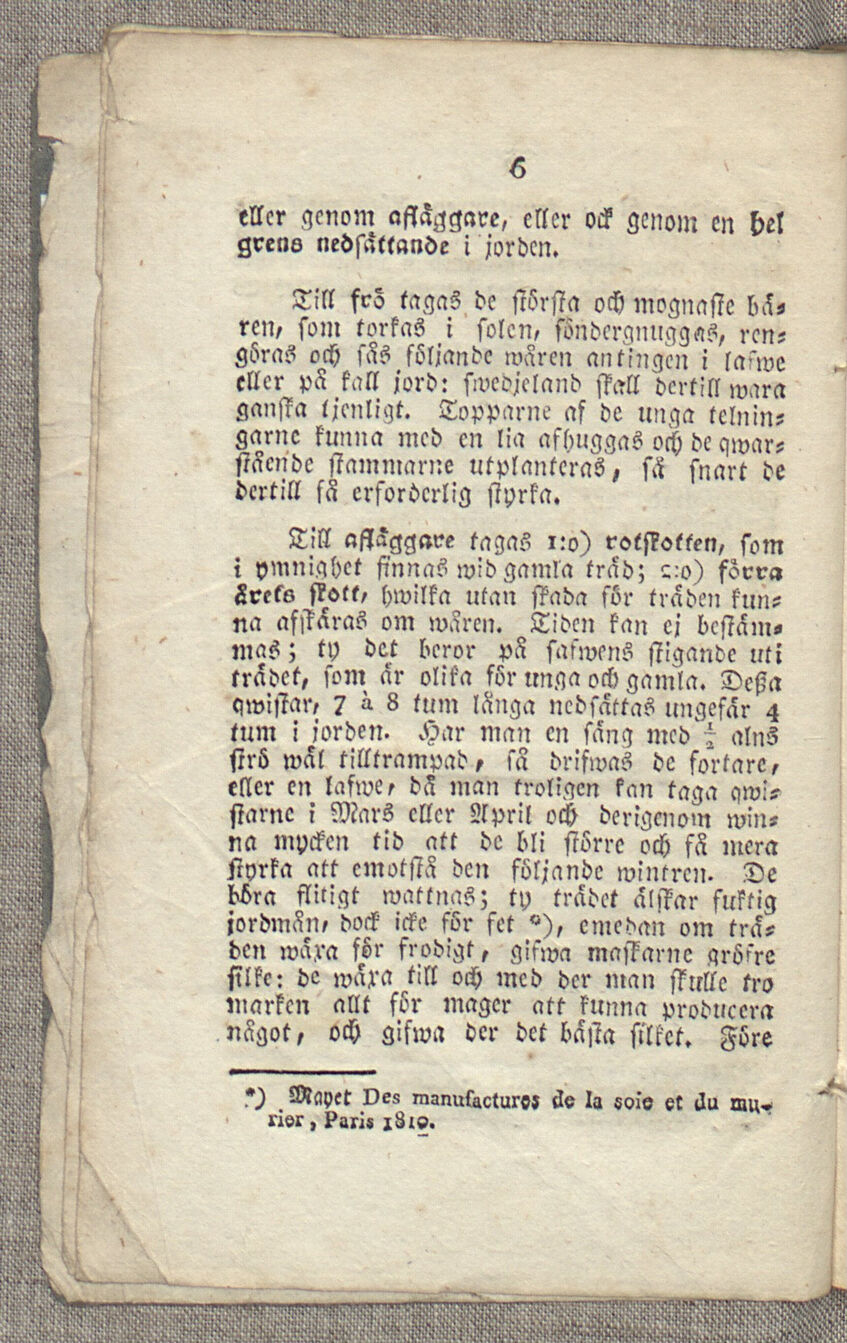 6
eller genom afläggare, eller ock genom en hel
grens nedsättande i jorden.
Till frö tagas de största och mognaste bä-
ren, som torkas i solen, söndergnuggas, ren-
göras och sås följande wåren antingen i lafwe
eller på kall jord: swedjeland skall dertill wara
ganska tjenligt. Topparne af de unga telnin-
garne kunna med en lia afhuggas och de qwar-
stående stammarne utplanteras, så snart de
dertill få erforderlig styrka.
Till afläggare tagas 1:o) rotskotten, som
i ymnighet finnas wid gamla träd; 2:o) förra
årets skott, hwilka utan skada för träden kun-
na afskäras om wåren. Tiden kan ej bestäm-
mas; ty det beror på safwens stigande uti
trädet, som är olika för unga och gamla. Dessa
qwistar, 7 à 8 tum långa nedsättas ungefär 4
tum i jorden. Har man en säng med ½ alns
strö wäl tilltrampad, så drifwas de fortare,
eller en lafwe, då man troligen kan taga qwi-
starne i Mars eller April och derigenom win-
na mycken tid att de bli större och få mera
styrka att emotstå den följande wintren. De
böra flitigt wattnas; ty trädet älskar fuktig
jordmån, dock icke för fet *), emedan om trä-
den wäxa för frodigt, gifwa maskarne gröfre
silke: de wäxa till och med der man skulle tro
marken allt för mager att kunna producera
något, och gifwa der det bästa silket. Före
*) Mayet Des manufactures de la soie et du mu-
rier, Paris 1810.